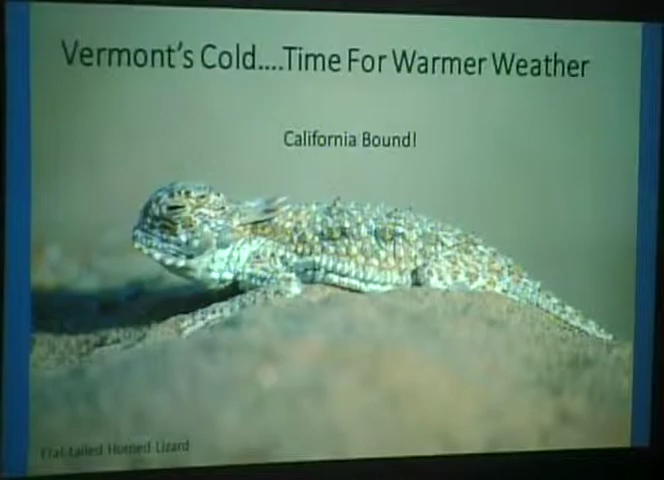 Vermont's Cold....Time For Warmer Weather
California Bound!
Flat-tailed Horned Lizard